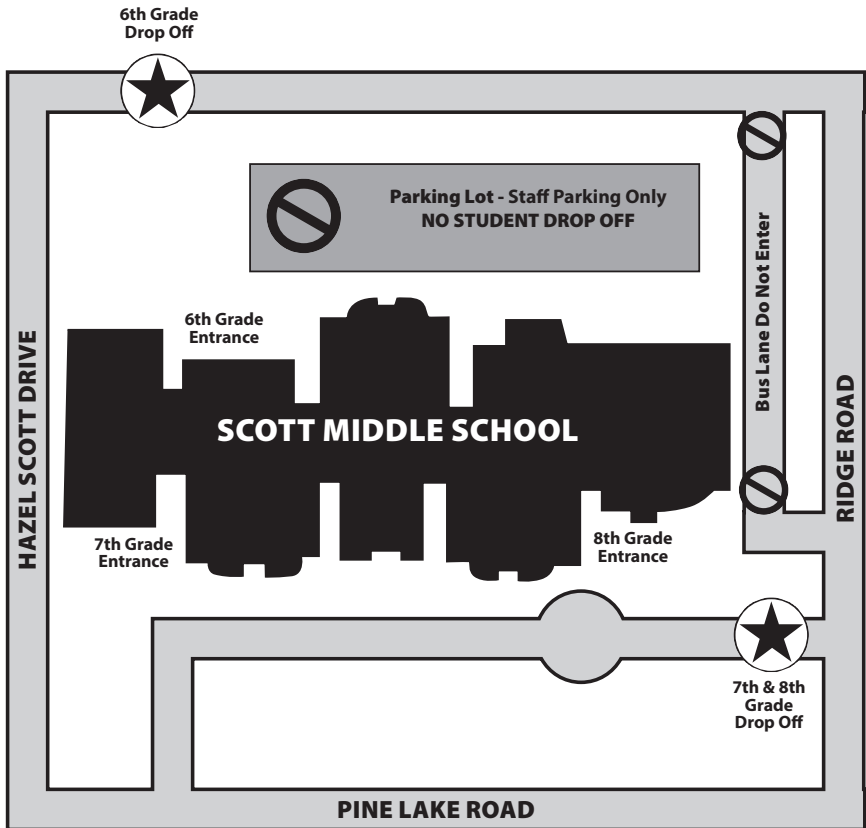 6th Grade
Drop Off
Parking Lot - Staff Parking Only
NO STUDENT DROP OFF
Bus Lane Do Not Enter
6th Grade
Entrance
HAZEL SCOTT DRIVE
SCOTT MIDDLE SCHOOL
RIDGE ROAD
7th Grade
Entrance
8th Grade
Entrance
7th & 8th
Grade
Drop Off
PINE LAKE ROAD